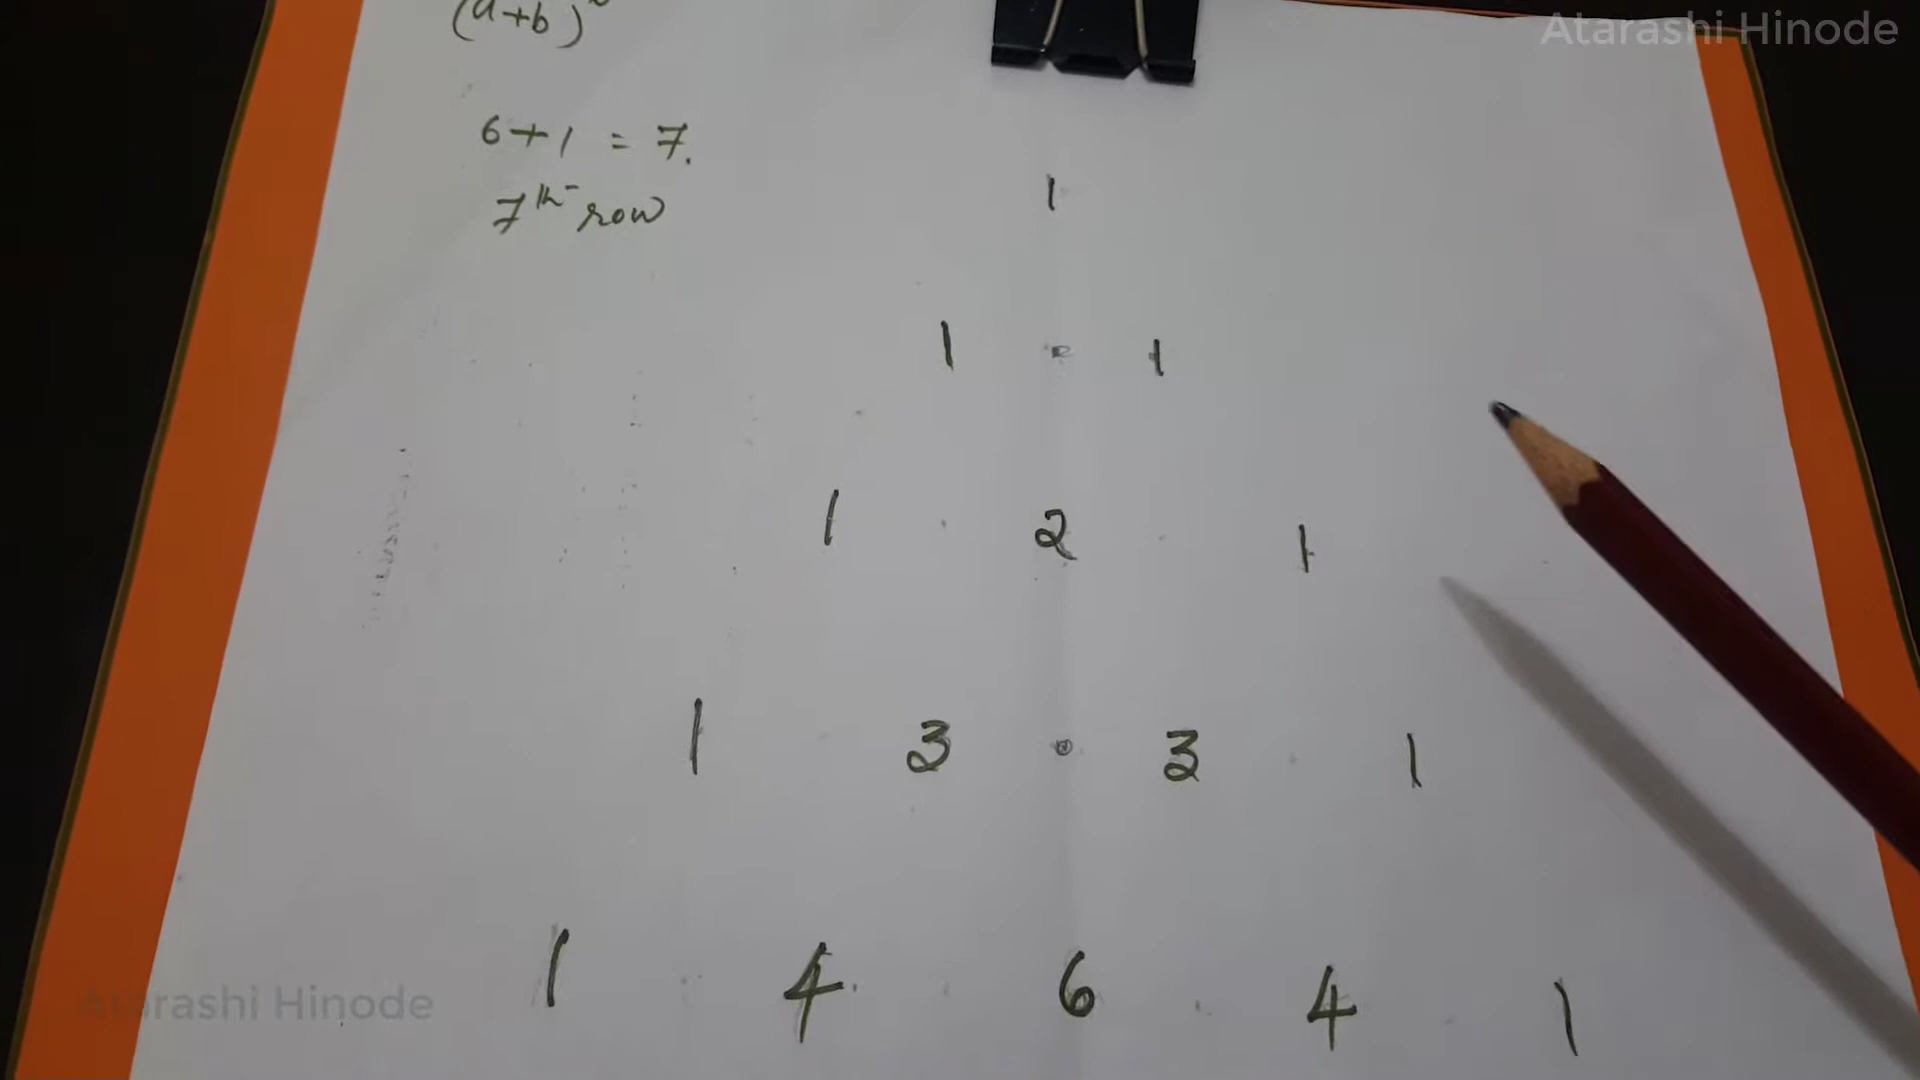 Atarashi Hinode
(a+b)
6+1 = 7.
7th row
1
1 1
1 2 1
1 3 3 1
1 4 6 4 1
Atarashi Hinode